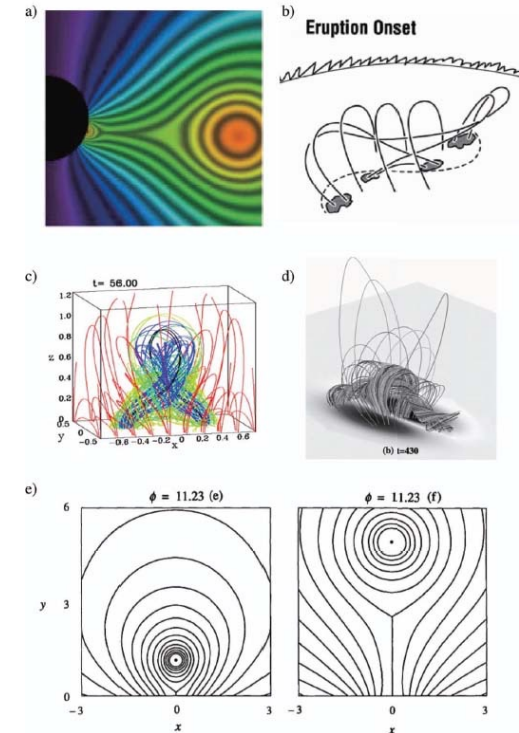 a)
b)
Eruption Onset
c)
t= 56.00
1.2
1.0
0.8
z
0.6
0.4
0.2
0
0.5
y 0
-0.5
-0.6 -0.4 -0.2 0 0.2 0.4 0.6
x
d)
(b) t=430
e)
ϕ = 11.23 (e)
ϕ = 11.23 (f)
6
y 3
0
-3 0 3
x
-3 0 3
x